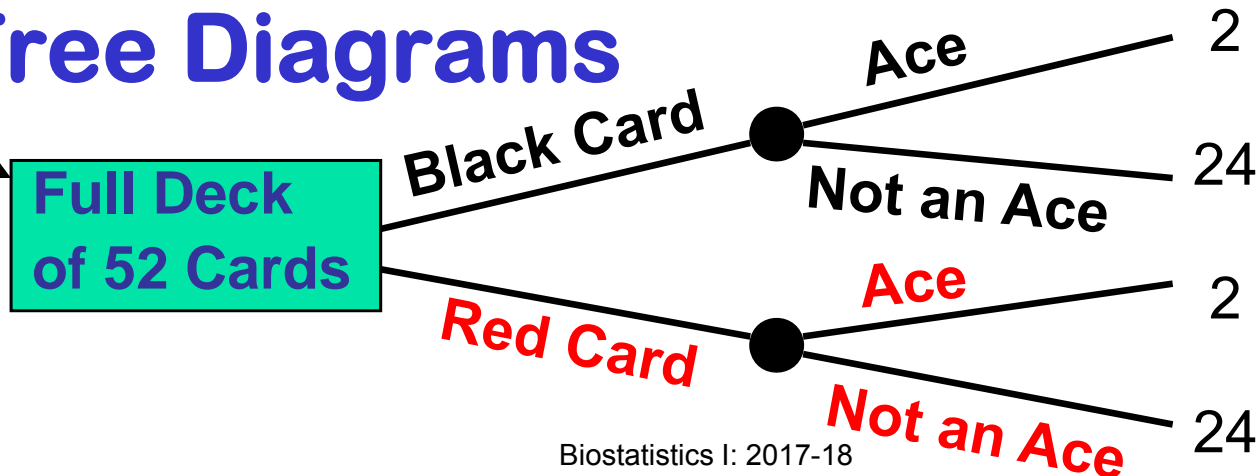 Tree Diagrams
Full Deck
of 52 Cards
Black Card
Ace
2
Not an Ace
24
Red Card
Ace
2
Not an Ace
24
Biostatistics I: 2017-18